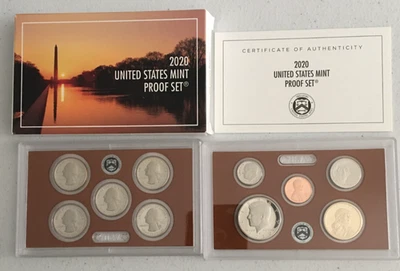 2020
UNITED STATES MINT
PROOF SET®
CERTIFICATE OF AUTHENTICITY
2020
UNITED STATES MINT
PROOF SET®